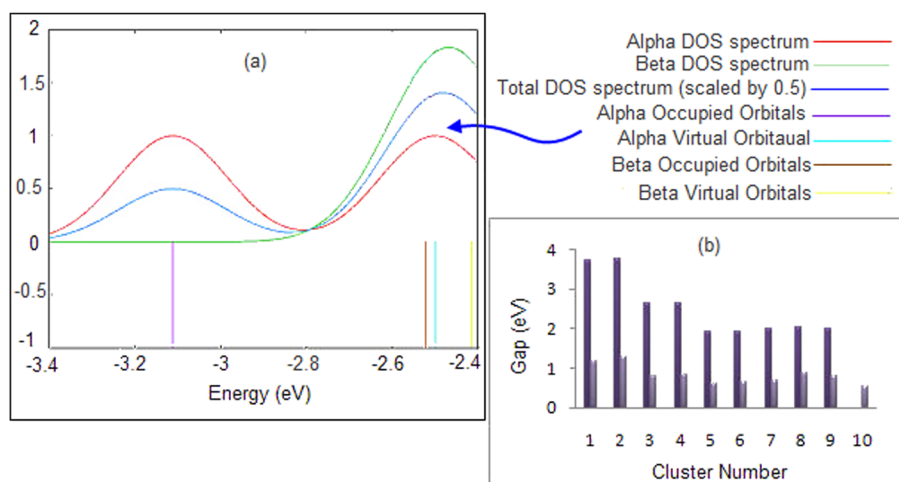 2
1.5
1
0.5
0
-0.5
-1
(a)
-3.4
-3.2
-3
-2.8
-2.6
-2.4
Energy (eV)
Alpha DOS spectrum
Beta DOS spectrum
Total DOS spectrum (scaled by 0.5)
Alpha Occupied Orbitals
Alpha Virtual Orbitaual
Beta Occupied Orbitals
Beta Virtual Orbitals
(b)
Gap (eV)
4
3
2
1
0
1 2 3 4 5 6 7 8 9 10
Cluster Number